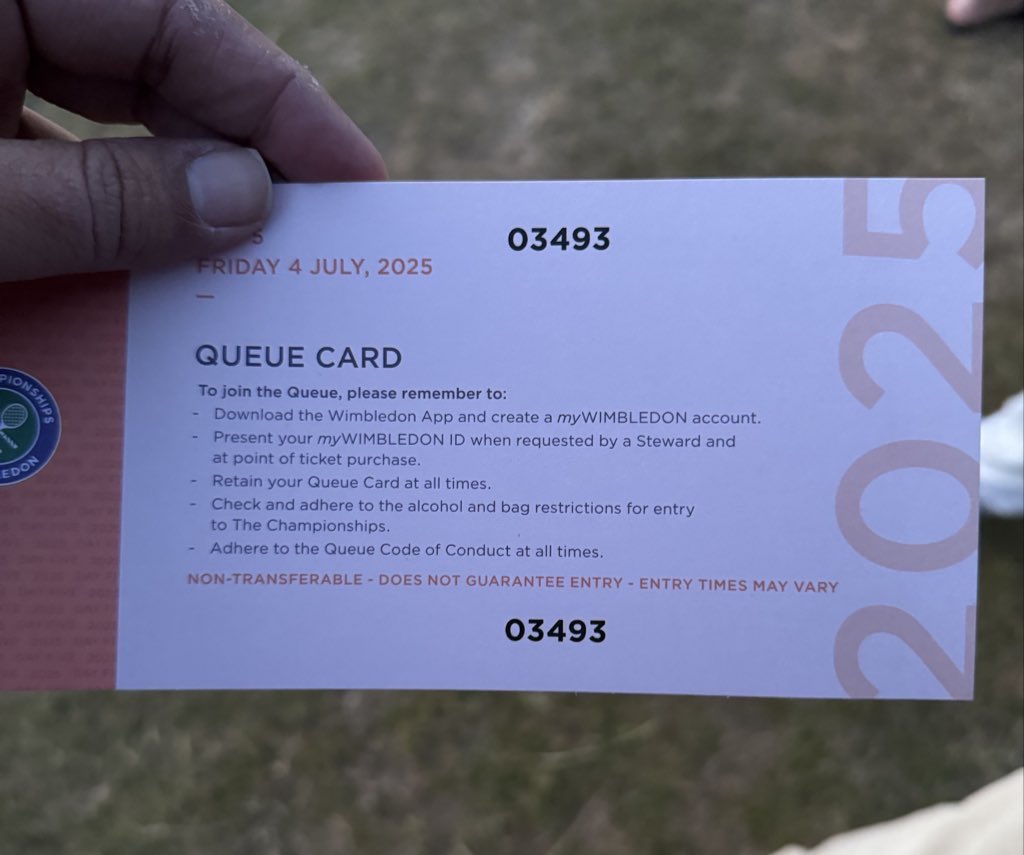 5
03493
FRIDAY 4 JULY, 2025
—
QUEUE CARD
To join the Queue, please remember to:
- Download the Wimbledon App and create a myWIMBLEDON account.
- Present your myWIMBLEDON ID when requested by a Steward and
at point of ticket purchase.
- Retain your Queue Card at all times.
- Check and adhere to the alcohol and bag restrictions for entry
to The Championships.
- Adhere to the Queue Code of Conduct at all times.
NON-TRANSFERABLE - DOES NOT GUARANTEE ENTRY - ENTRY TIMES MAY VARY
03493
2025